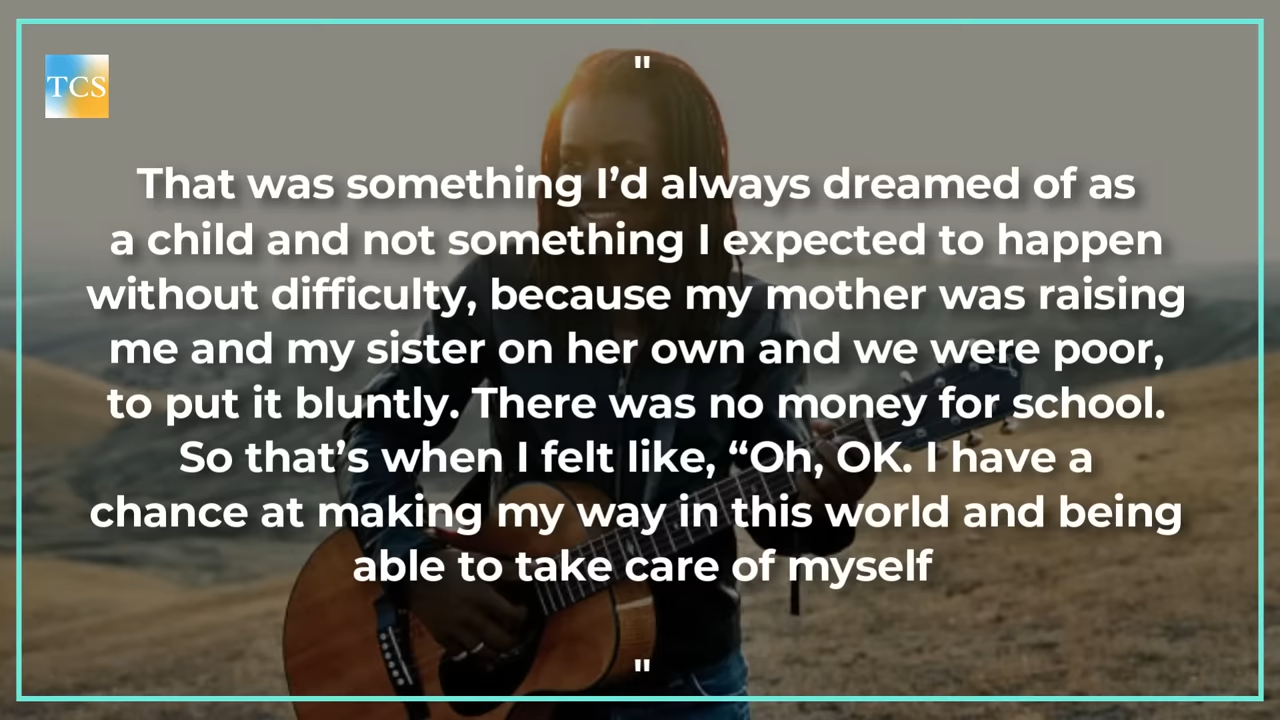 TCS
"
That was something I’d always dreamed of as
a child and not something I expected to happen
without difficulty, because my mother was raising
me and my sister on her own and we were poor,
to put it bluntly. There was no money for school.
So that’s when I felt like, “Oh, OK. I have a
chance at making my way in this world and being
able to take care of myself
"